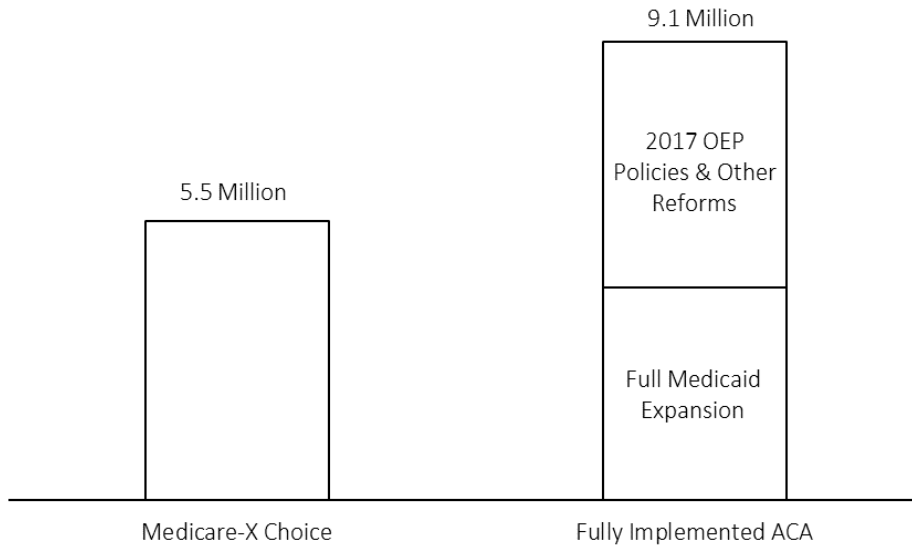 9.1 Million
2017 OEP
Policies & Other
Reforms
5.5 Million
Full Medicaid
Expansion
Medicare-X Choice
Fully Implemented ACA